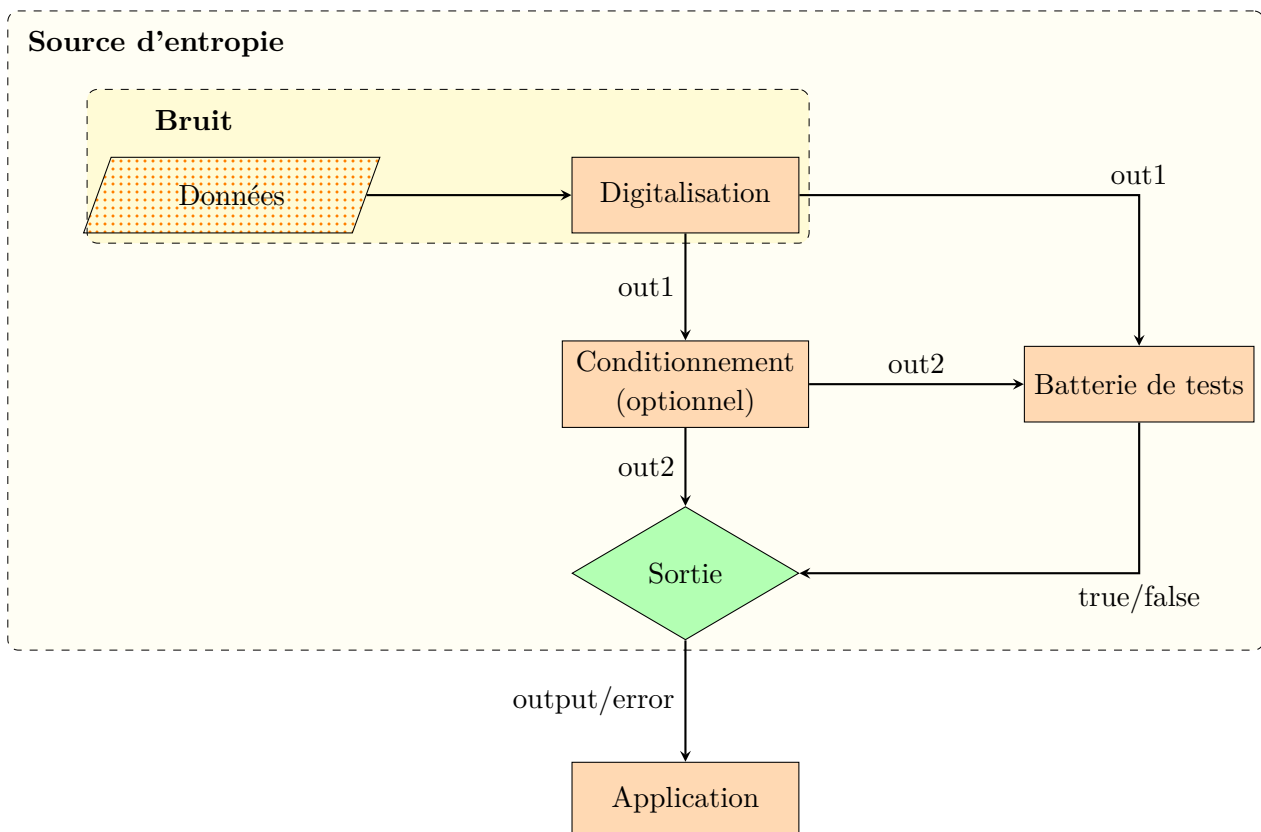 Source d'entropie
Bruit
Données
Digitalisation
out1
out1
Conditionnement
(optionnel)
out2
Batterie de tests
out2
Sortie
true/false
output/error
Application